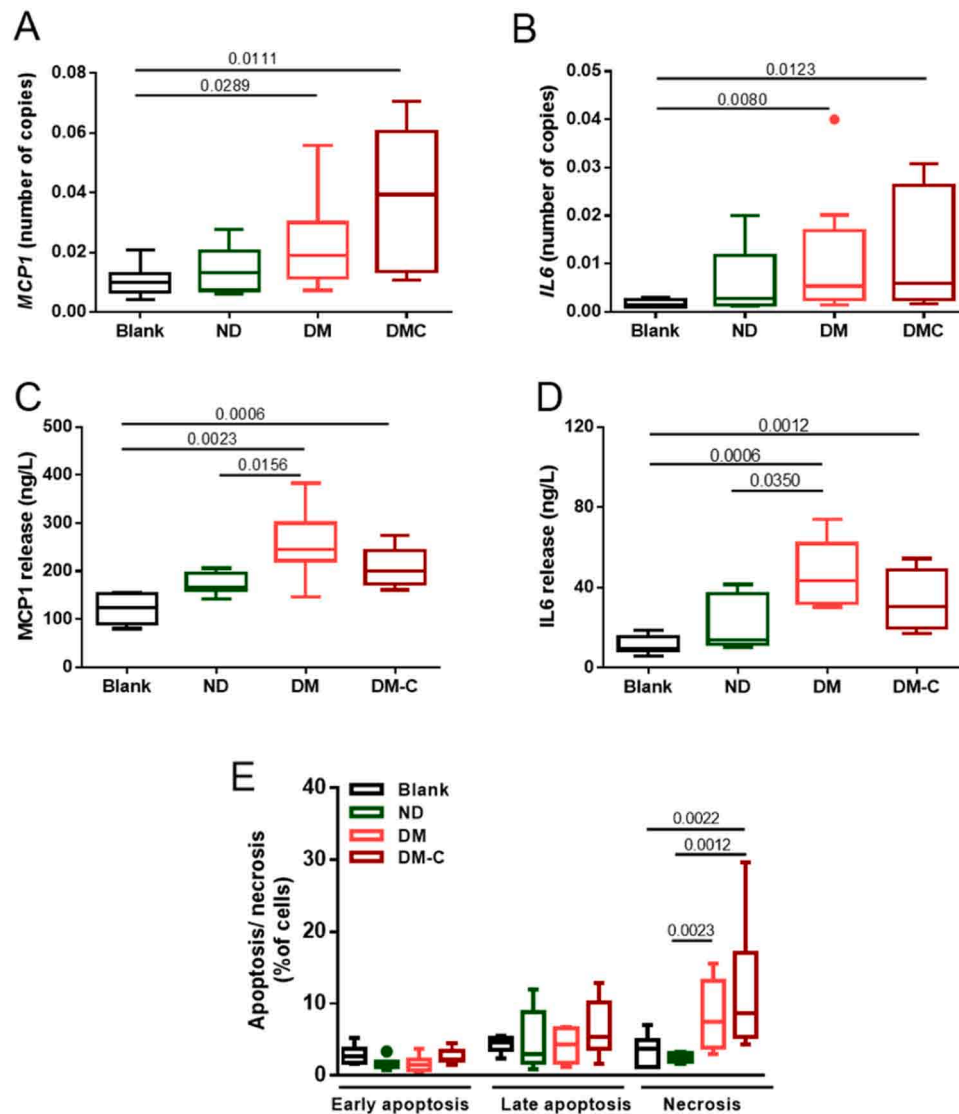 A
MCP1 (number of copies)
0.08
0.06
0.04
0.02
0.00
0.0111
0.0289
Blank ND DM DMC
B
IL6 (number of copies)
0.05
0.04
0.03
0.02
0.01
0.00
0.0123
0.0080
Blank ND DM DMC
C
MCP1 release (ng/L)
500
400
300
200
100
0
0.0006
0.0023
0.0156
Blank ND DM DM-C
D
IL6 release (ng/L)
120
80
40
0
0.0012
0.0006
0.0350
Blank ND DM DM-C
E
Apoptosis/ necrosis
(%of cells)
40
30
20
10
0
Blank
ND
DM
DM-C
0.0022
0.0012
0.0023
Early apoptosis Late apoptosis Necrosis